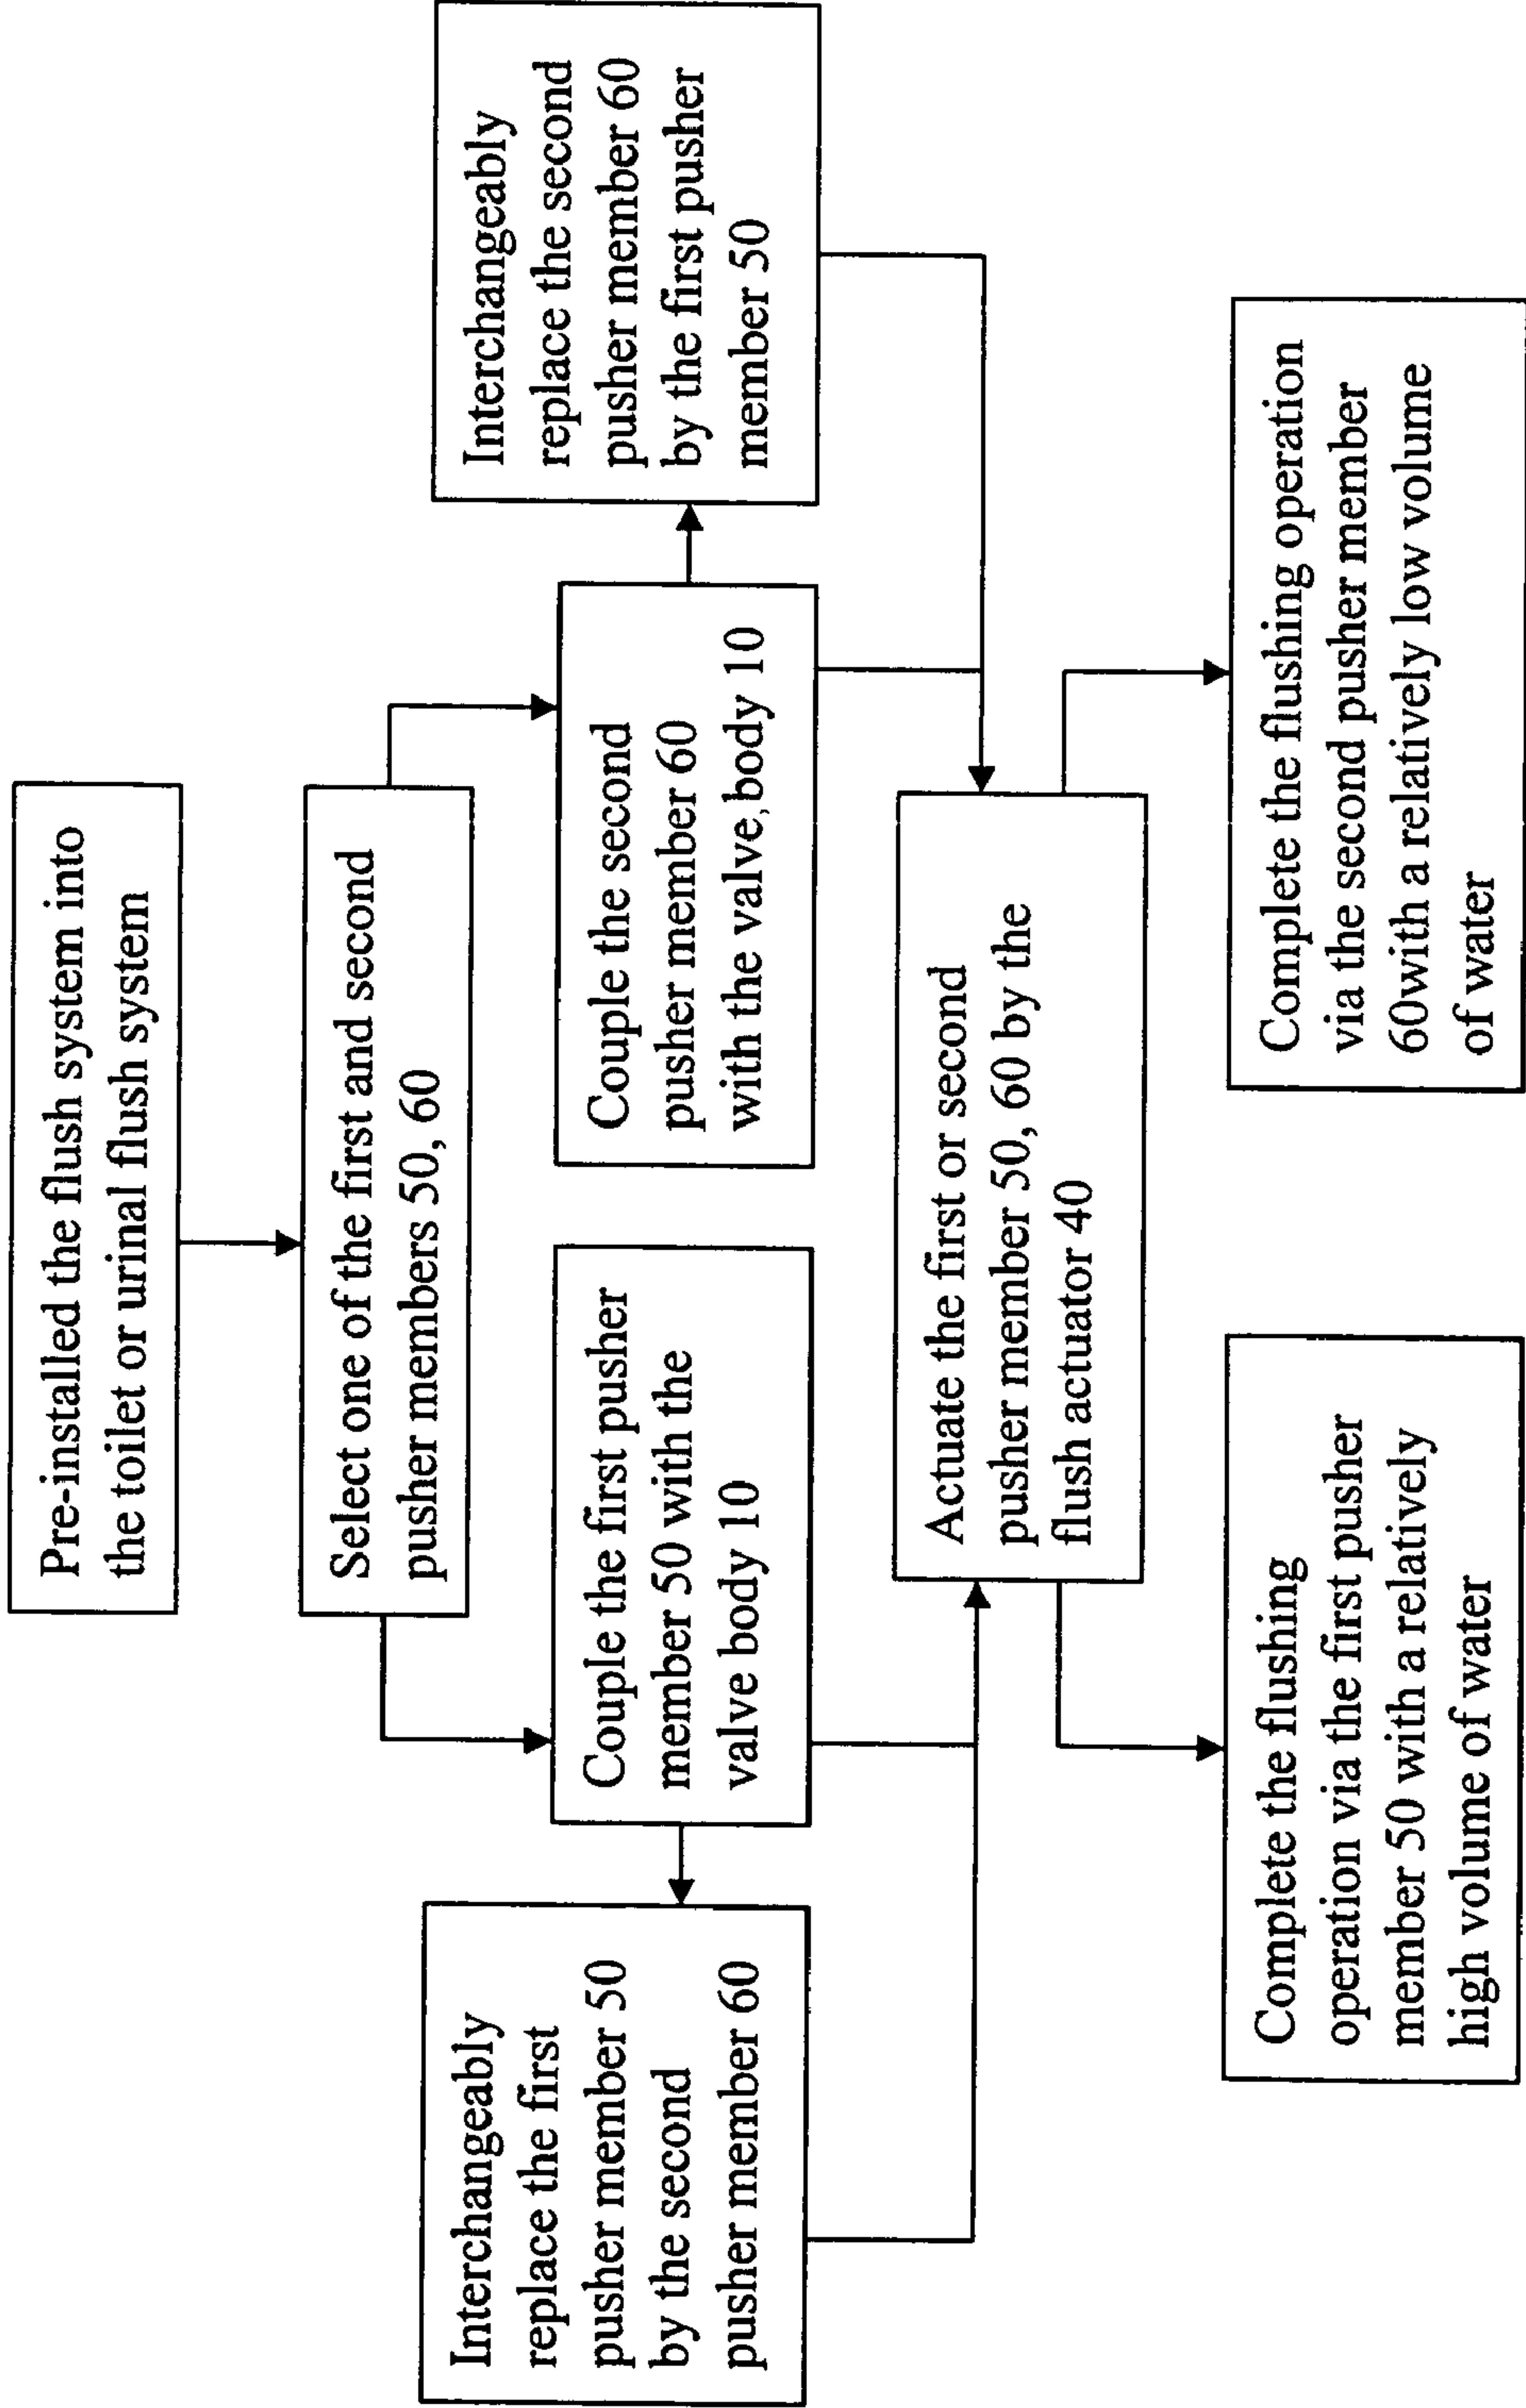 Pre-installed the flush system into
the toilet or urinal flush system
Select one of the first and second
pusher members 50, 60
Interchangeably
replace the first
pusher member 50
by the second
pusher member 60
Couple the first pusher
member 50 with the
valve body 10
Couple the second
pusher member 60
with the valve body 10
Interchangeably
replace the second
pusher member 60
by the first pusher
member 50
Actuate the first or second
pusher member 50, 60 by the
flush actuator 40
Complete the flushing
operation via the first pusher
member 50 with a relatively
high volume of water
Complete the flushing operation
via the second pusher member
60with a relatively low volume
of water